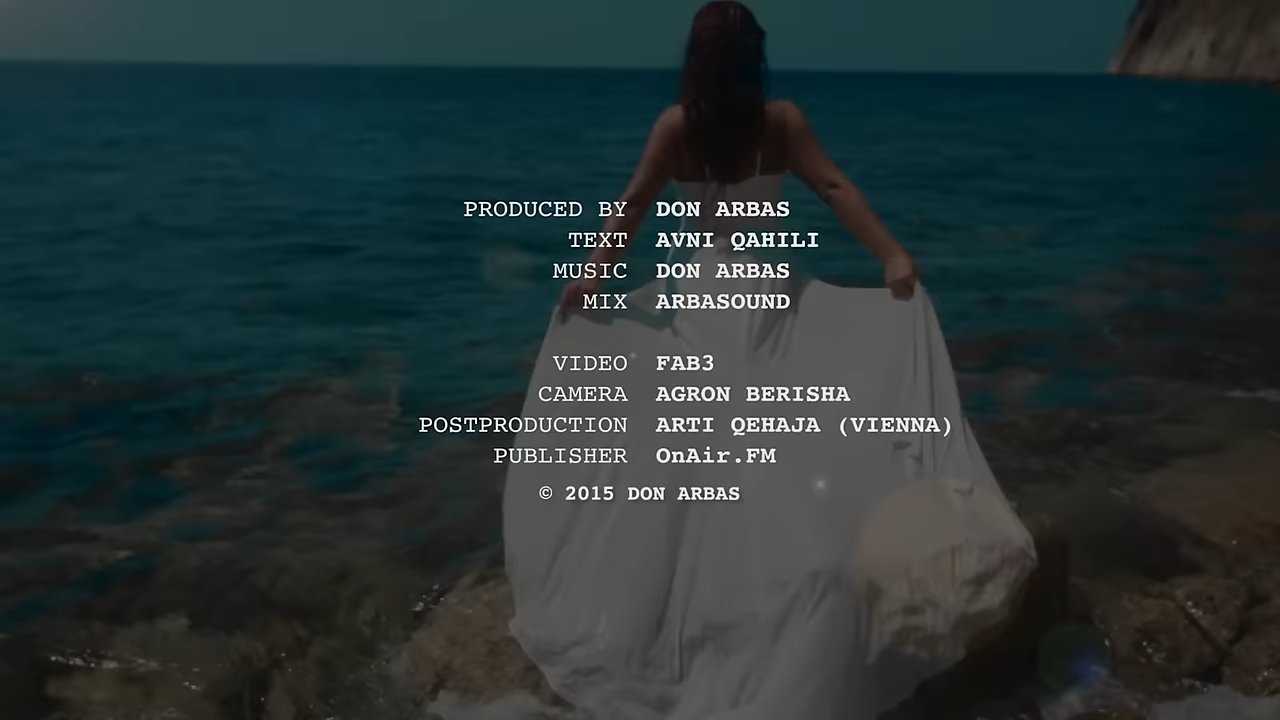 PRODUCED BY DON ARBAS
TEXT AVNI QAHILI
MUSIC DON ARBAS
MIX ARBASOUND
VIDEO FAB3
CAMERA AGRON BERISHA
POSTPRODUCTION ARTI QEHAJA (VIENNA)
PUBLISHER OnAir.FM
© 2015 DON ARBAS